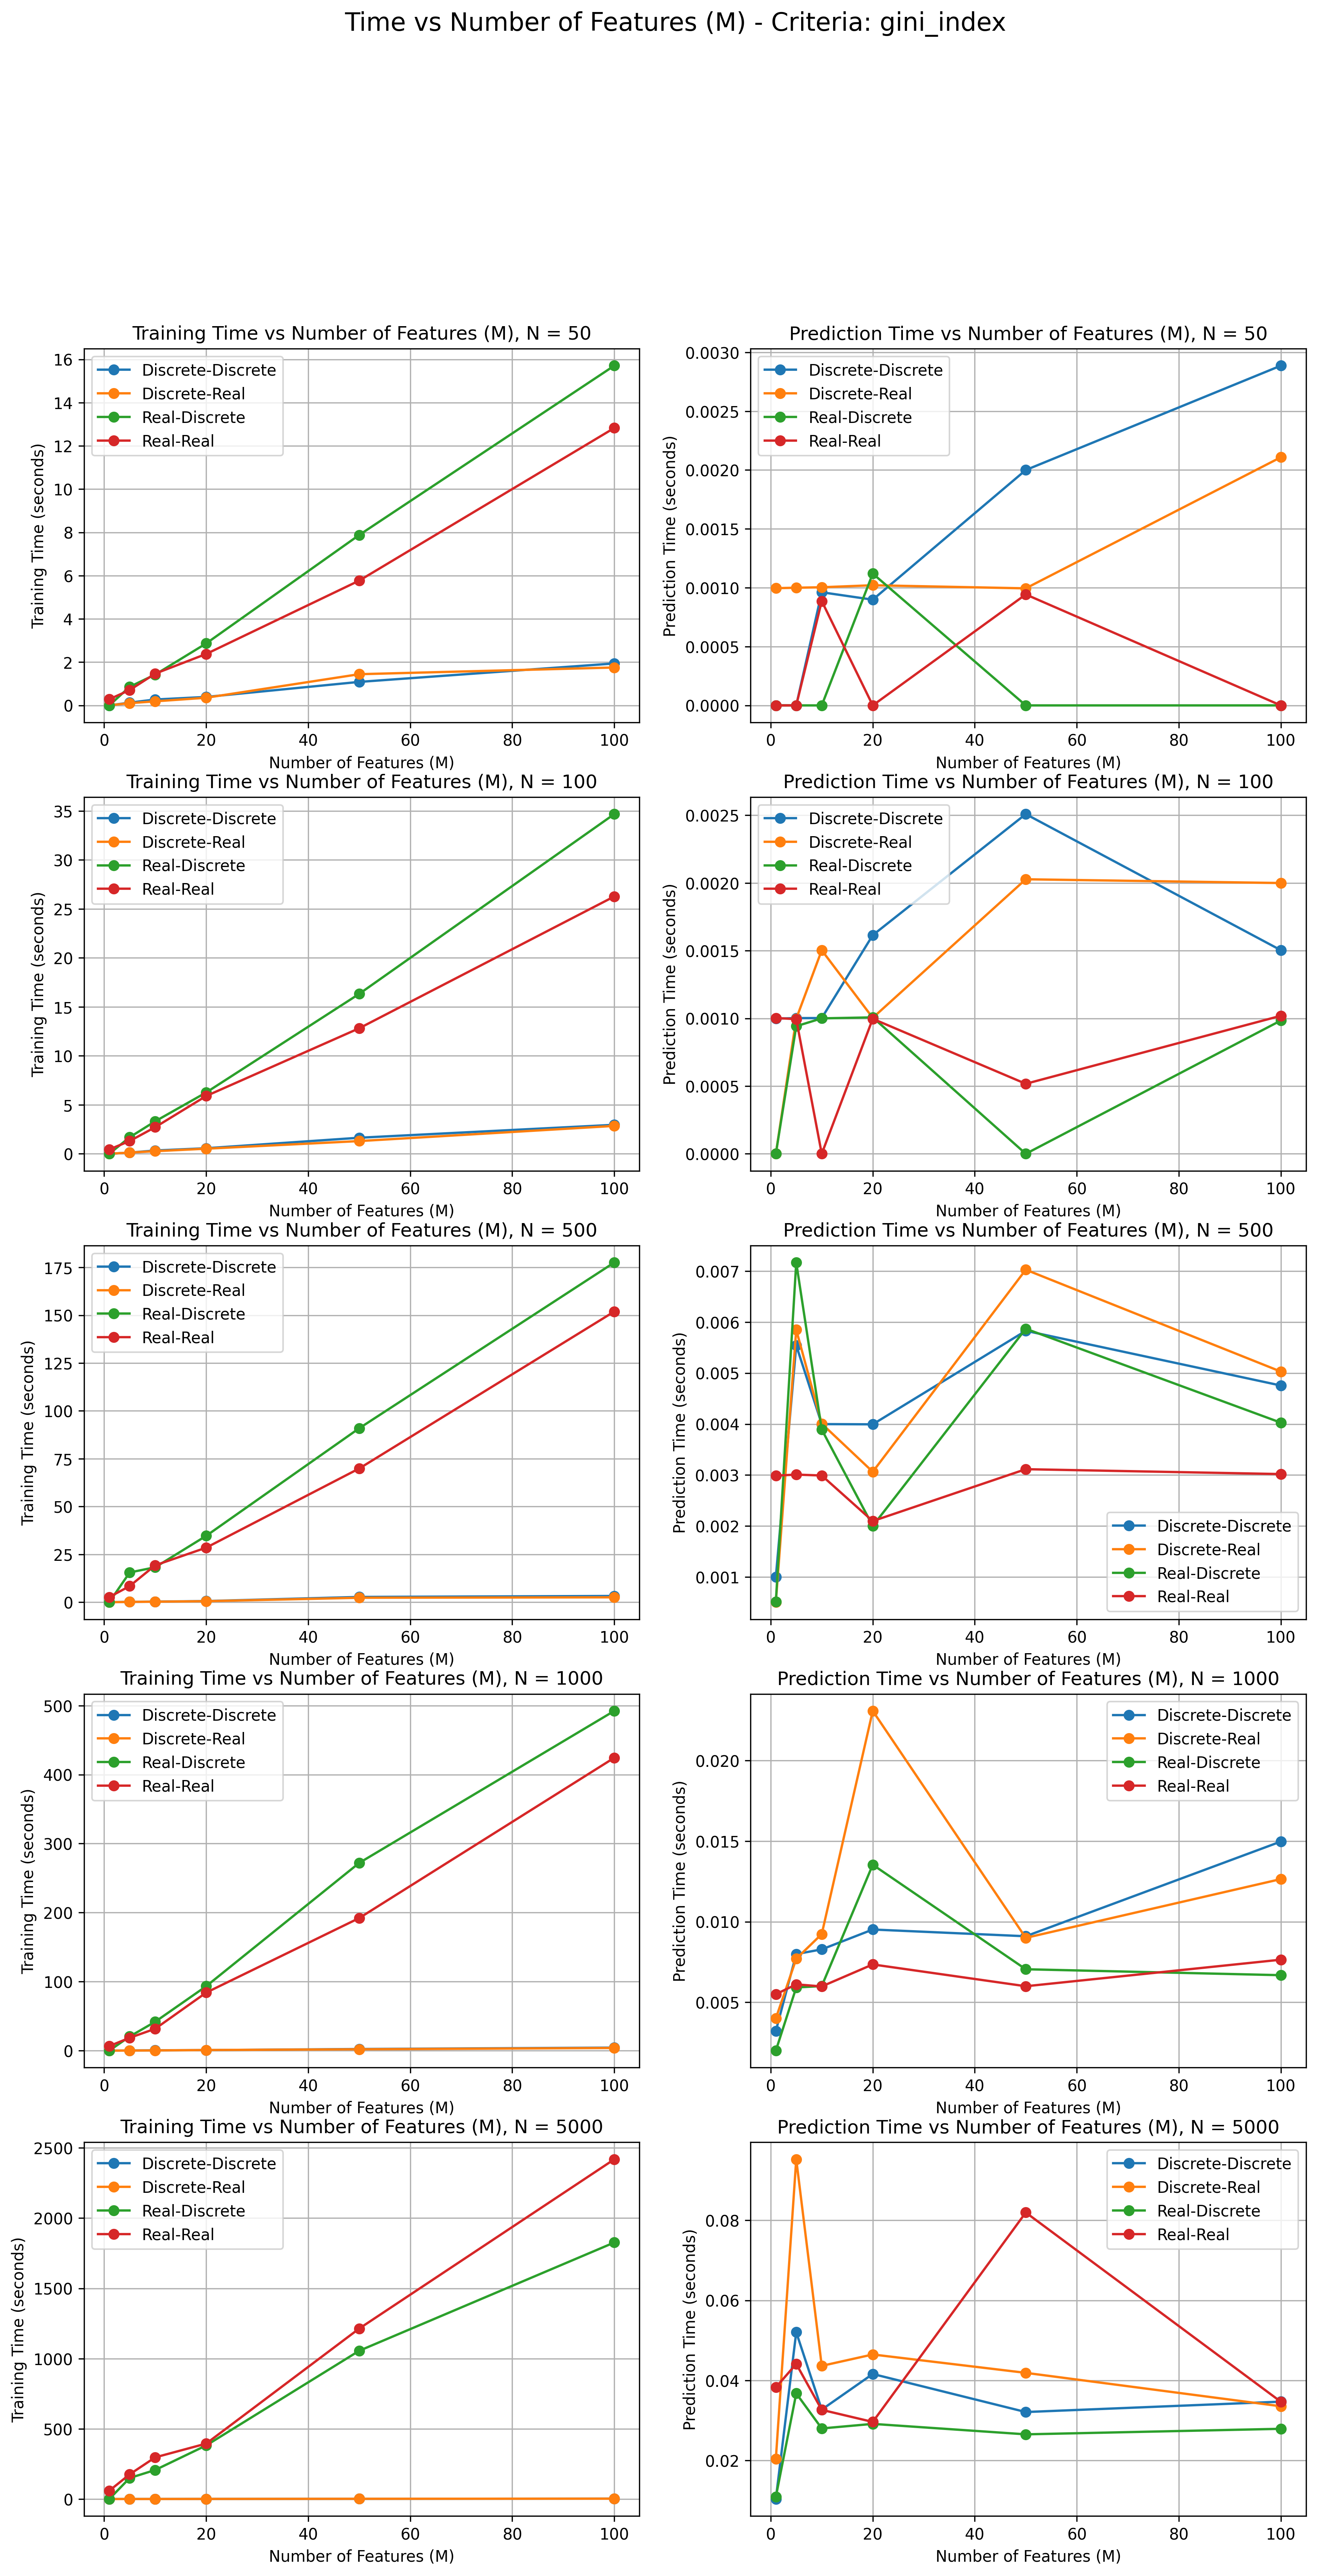 Time vs Number of Features (M) - Criteria: gini_index
Training Time vs Number of Features (M), N = 50
Training Time (seconds)
16
14
12
10
8
6
4
2
0
Discrete-Discrete
Discrete-Real
Real-Discrete
Real-Real
0 20 40 60 80 100
Number of Features (M)
Prediction Time vs Number of Features (M), N = 50
Prediction Time (seconds)
0.0030
0.0025
0.0020
0.0015
0.0010
0.0005
0.0000
Discrete-Discrete
Discrete-Real
Real-Discrete
Real-Real
0 20 40 60 80 100
Number of Features (M)
Training Time vs Number of Features (M), N = 100
Training Time (seconds)
35
30
25
20
15
10
5
0
Discrete-Discrete
Discrete-Real
Real-Discrete
Real-Real
0 20 40 60 80 100
Number of Features (M)
Prediction Time vs Number of Features (M), N = 100
Prediction Time (seconds)
0.0025
0.0020
0.0015
0.0010
0.0005
0.0000
Discrete-Discrete
Discrete-Real
Real-Discrete
Real-Real
0 20 40 60 80 100
Number of Features (M)
Training Time vs Number of Features (M), N = 500
Training Time (seconds)
175
150
125
100
75
50
25
0
Discrete-Discrete
Discrete-Real
Real-Discrete
Real-Real
0 20 40 60 80 100
Number of Features (M)
Prediction Time vs Number of Features (M), N = 500
Prediction Time (seconds)
0.007
0.006
0.005
0.004
0.003
0.002
0.001
Discrete-Discrete
Discrete-Real
Real-Discrete
Real-Real
0 20 40 60 80 100
Number of Features (M)
Training Time vs Number of Features (M), N = 1000
Training Time (seconds)
500
400
300
200
100
0
Discrete-Discrete
Discrete-Real
Real-Discrete
Real-Real
0 20 40 60 80 100
Number of Features (M)
Prediction Time vs Number of Features (M), N = 1000
Prediction Time (seconds)
0.020
0.015
0.010
0.005
Discrete-Discrete
Discrete-Real
Real-Discrete
Real-Real
0 20 40 60 80 100
Number of Features (M)
Training Time vs Number of Features (M), N = 5000
Training Time (seconds)
2500
2000
1500
1000
500
0
Discrete-Discrete
Discrete-Real
Real-Discrete
Real-Real
0 20 40 60 80 100
Number of Features (M)
Prediction Time vs Number of Features (M), N = 5000
Prediction Time (seconds)
0.08
0.06
0.04
0.02
Discrete-Discrete
Discrete-Real
Real-Discrete
Real-Real
0 20 40 60 80 100
Number of Features (M)